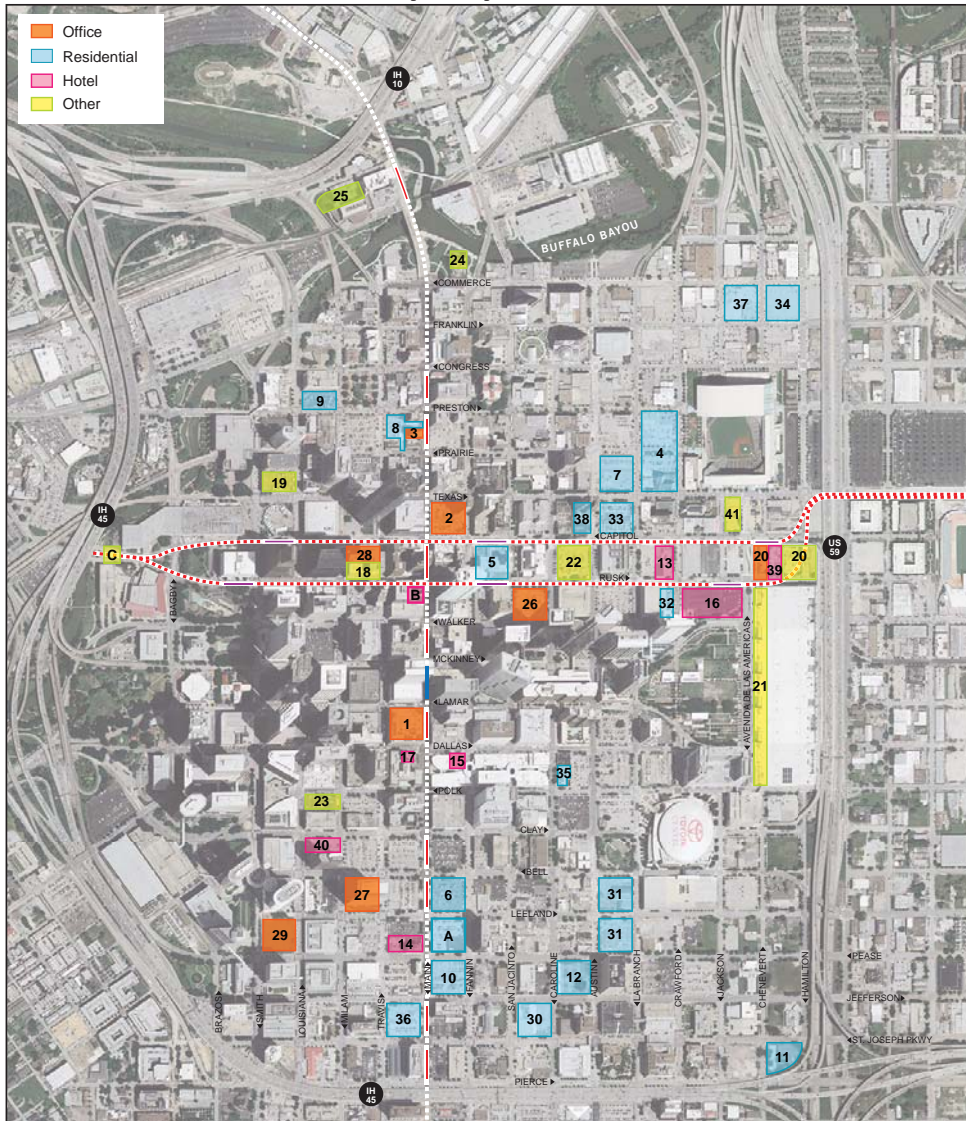 Office
Residential
Hotel
Other
IH
10
25
BUFFALO BAYOU
24
◄COMMERCE
37
34
FRANKLIN►
◄CONGRESS
9
PRESTON►
8
3
4
◄PRAIRIE
7
19
TEXAS►
IH
45
2
38
33
41
◄CAPITOL
US
59
C
28
18
5
22
13
20
39
20
RUSK►
◄BAGBY►
B
26
32
16
◄WALKER
MCKINNEY►
◄AVENIDA DE LAS AMERICAS►
21
◄LAMAR
1
DALLAS►
17
15
35
◄POLK
23
CLAY►
TOYOTA
40
◄BELL
27
6
31
LEELAND►
29
14
A
31
◄PEASE
10
12
◄MAIN►
FANNIN
SAN JACINTO
CAROLINE
AUSTIN
LA BRANCH
CRAWFORD
JACKSON
CHENEVERT
HAMILTON
BRAZOS
SMITH
LOUISIANA
MILAM
TRAVIS
JEFFERSON►
36
30
◄ST. JOSEPH PKWY
11
PIERCE►
IH
45